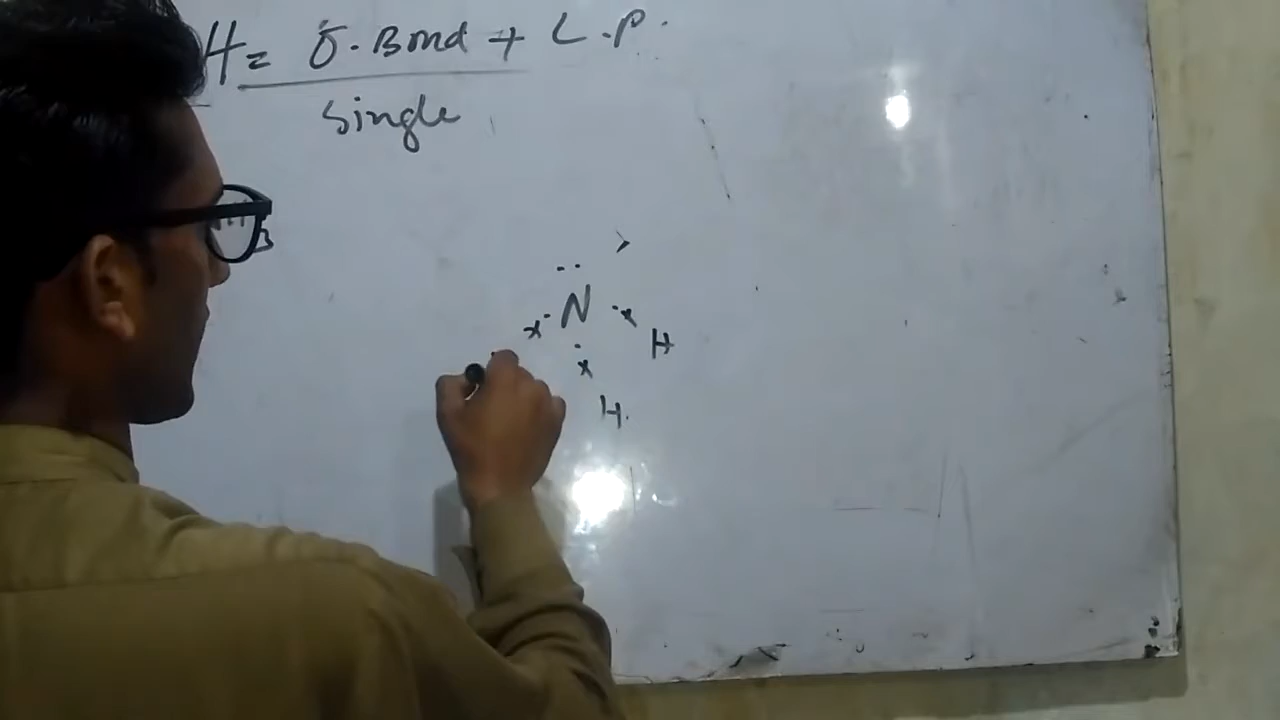 H = σ. Bond + L.P.
Single
N
x x H
x
H